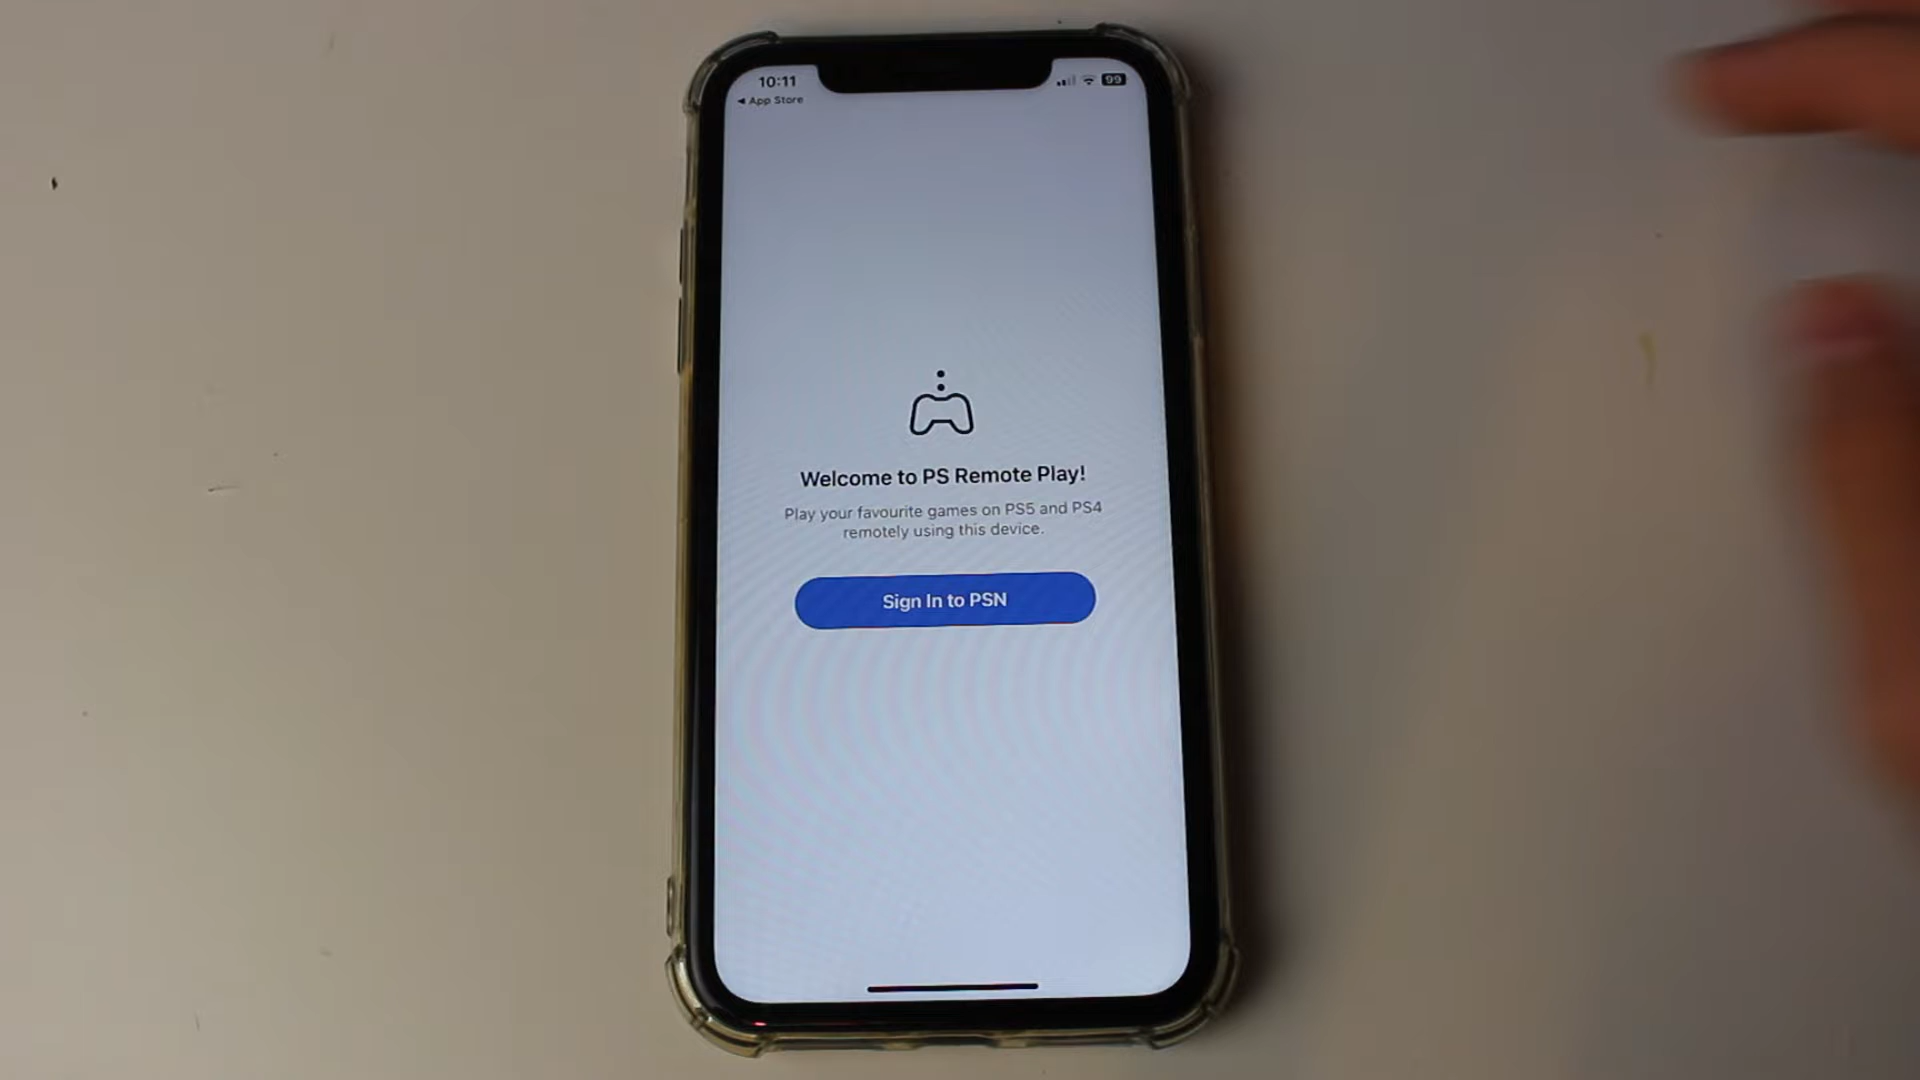 10:11
99
◄ App Store
Welcome to PS Remote Play!
Play your favourite games on PS5 and PS4
remotely using this device.
Sign In to PSN